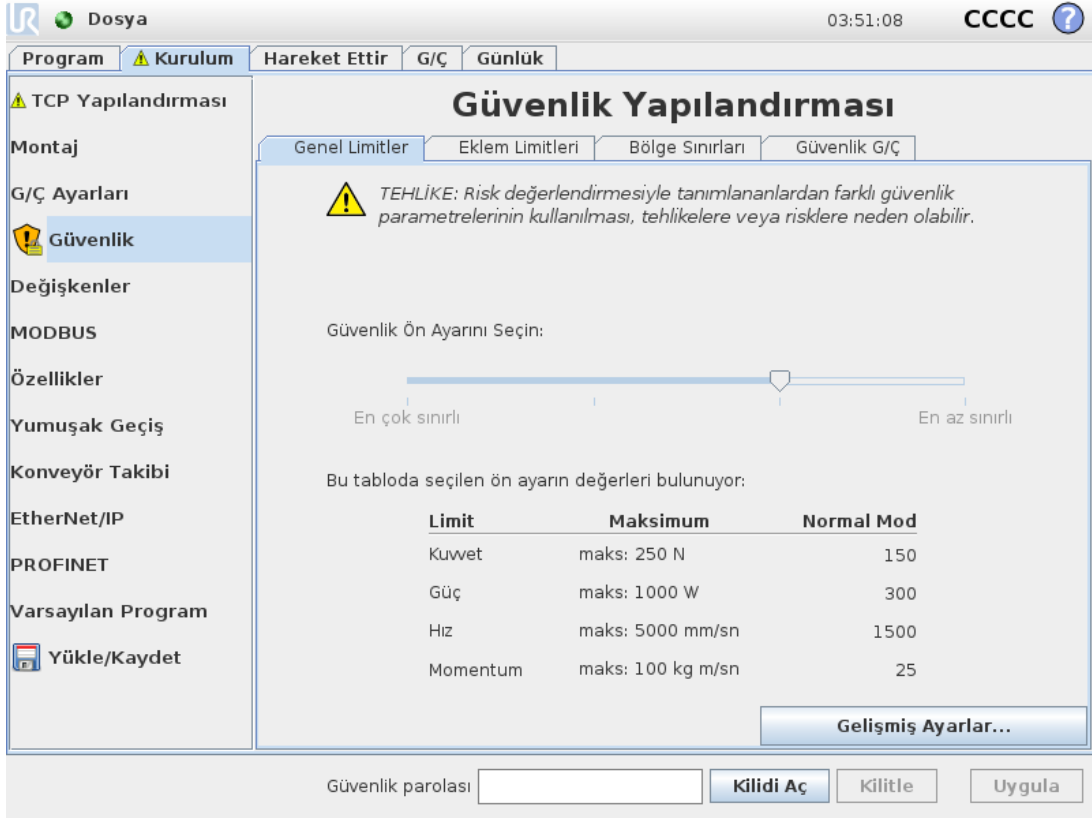 UR Dosya 03:51:08 CCCC ?
Program Kurulum Hareket Ettir G/Ç Günlük
TCP Yapılandırması
Montaj
G/Ç Ayarları
Güvenlik
Değişkenler
MODBUS
Özellikler
Yumuşak Geçiş
Konveyör Takibi
EtherNet/IP
PROFINET
Varsayılan Program
Yükle/Kaydet
Güvenlik Yapılandırması
Genel Limitler Eklem Limitleri Bölge Sınırları Güvenlik G/Ç
TEHLİKE: Risk değerlendirmesiyle tanımlananlardan farklı güvenlik
parametrelerinin kullanılması, tehlikelere veya risklere neden olabilir.
Güvenlik Ön Ayarını Seçin:
En çok sınırlı En az sınırlı
Bu tabloda seçilen ön ayarın değerleri bulunuyor:
Limit Maksimum Normal Mod
Kuvvet maks: 250 N 150
Güç maks: 1000 W 300
Hız maks: 5000 mm/sn 1500
Momentum maks: 100 kg m/sn 25
Gelişmiş Ayarlar...
Güvenlik parolası Kilidi Aç Kilitle Uygula